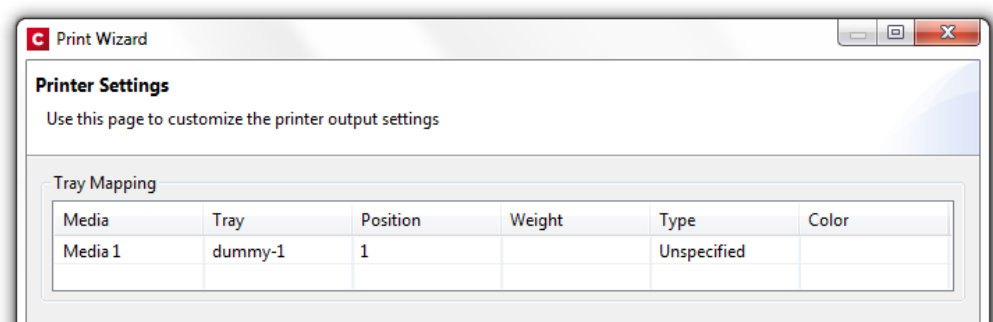 C Print Wizard X
Printer Settings
Use this page to customize the printer output settings
Tray Mapping
Media Tray Position Weight Type Color
Media 1 dummy-1 1 Unspecified